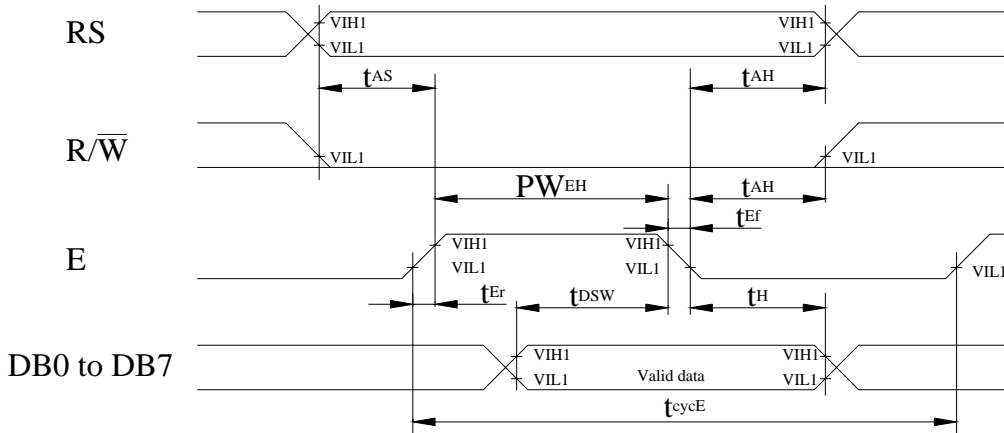 RS
VIH1
VIL1
VIH1
VIL1
tAS
tAH
R/W̅
VIL1
VIL1
PWEH
tAH
tEf
E
VIH1
VIL1
VIH1
VIL1
VIL1
tEr
tDSW
tH
DB0 to DB7
VIH1
VIL1
Valid data
VIH1
VIL1
tcycE